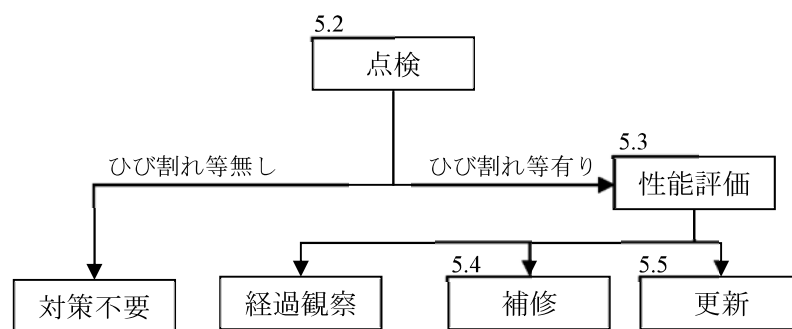 5.2
点検
ひび割れ等無し
ひび割れ等有り
5.3
性能評価
対策不要
経過観察
5.4
補修
5.5
更新